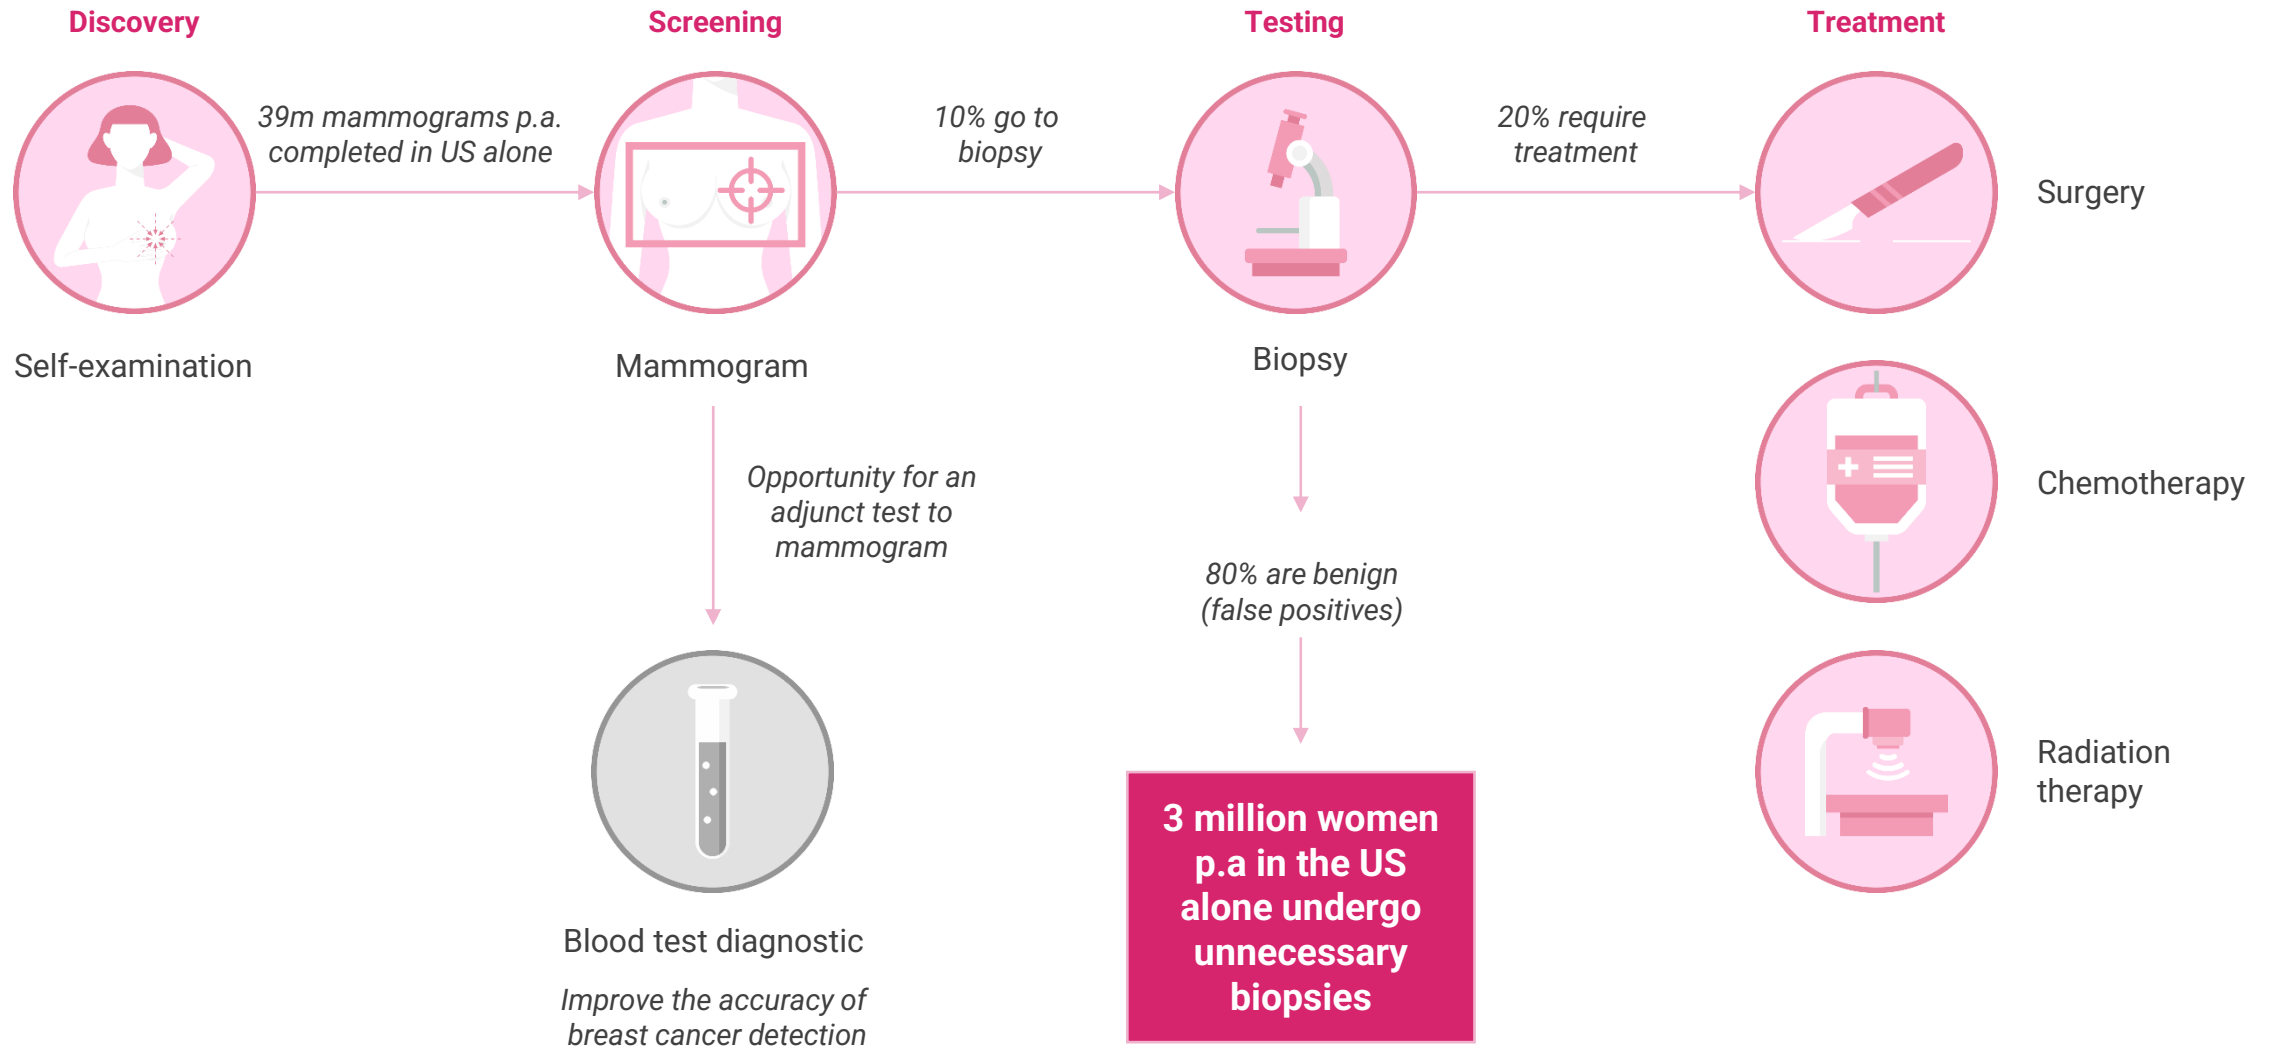 Discovery
Screening
Testing
Treatment
39m mammograms p.a.
completed in US alone
10% go to
biopsy
20% require
treatment
Surgery
Self-examination
Mammogram
Biopsy
Opportunity for an
adjunct test to
mammogram
Chemotherapy
80% are benign
(false positives)
Radiation
therapy
3 million women
p.a in the US
alone undergo
unnecessary
biopsies
Blood test diagnostic
Improve the accuracy of
breast cancer detection